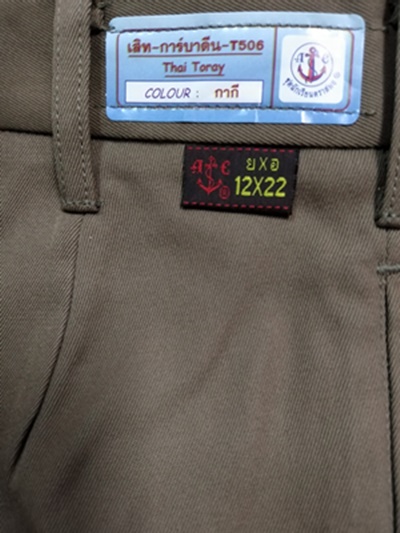 เสิท-การ์บาดีน-T506
Thai Toray
COLOUR : กากี
A E
A E
ย X อ
12X22